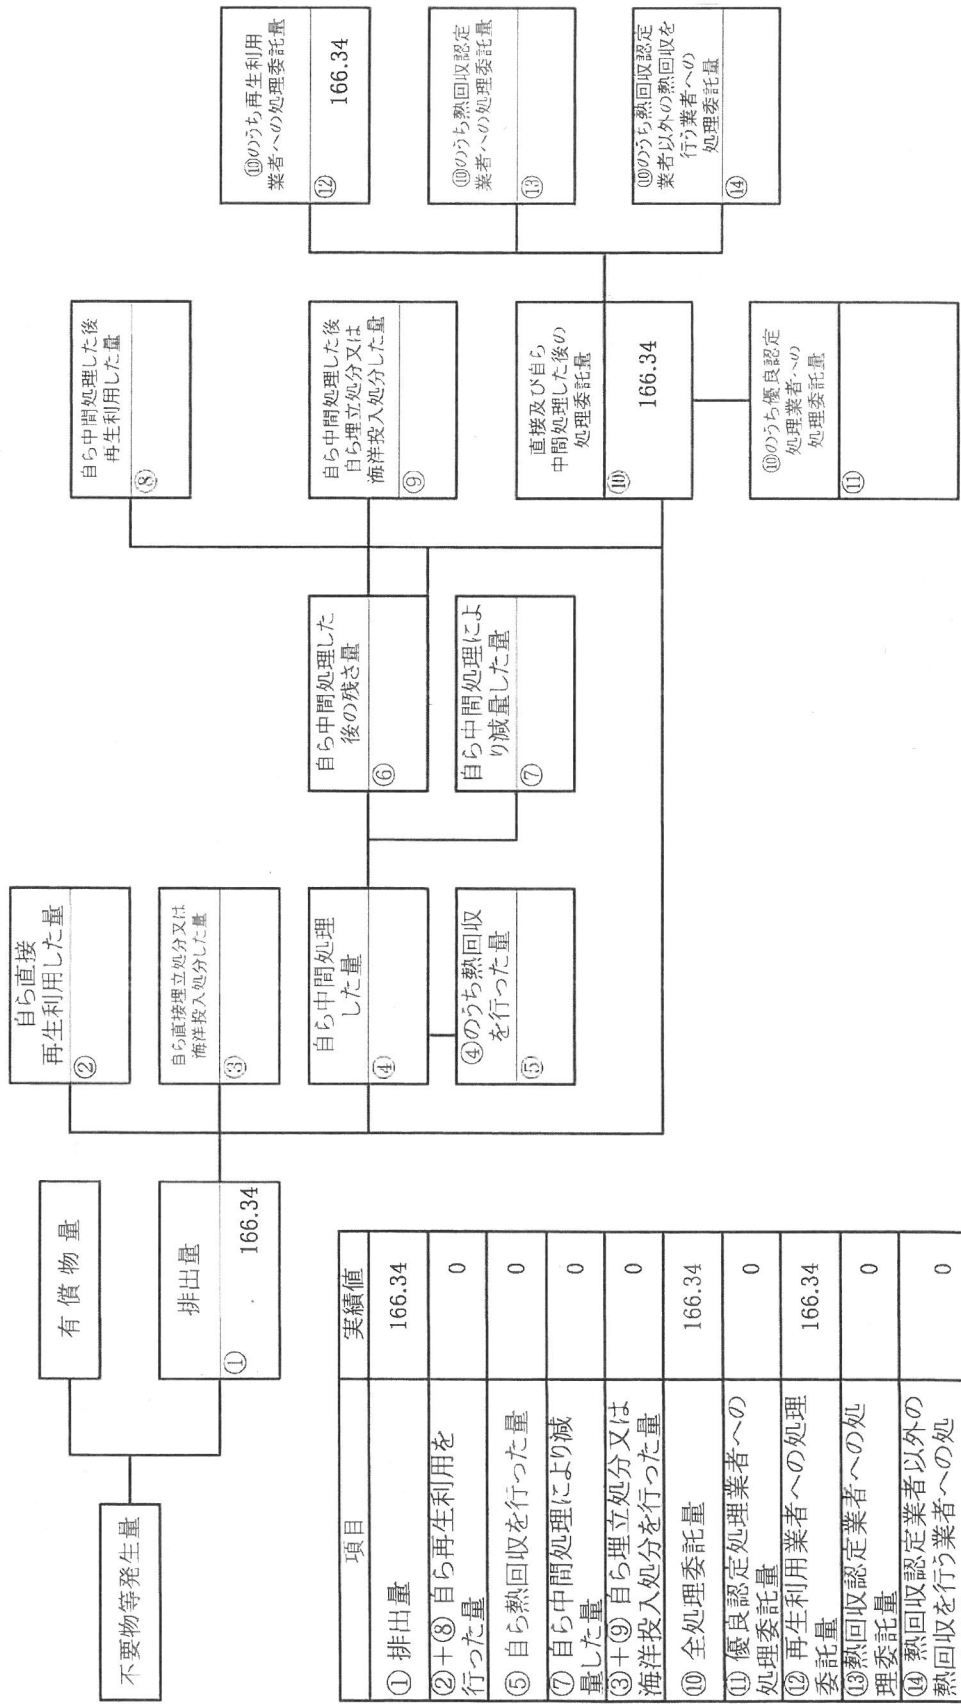 不要物等発生量
有償物量
排出量
①
166.34
自ら直接
再生利用した量
②
自ら直接埋立処分又は
海洋投入処分した量
③
自ら中間処理
した量
④
④のうち熱回収
を行った量
⑤
自ら中間処理した
後の残さ量
⑥
自ら中間処理によ
り減量した量
⑦
自ら中間処理した後
再生利用した量
⑧
自ら中間処理した後
自ら埋立処分又は
海洋投入処分した量
⑨
直接及び自ら
中間処理した後の
処理委託量
⑩
166.34
⑩のうち優良認定
処理業者への
処理委託量
⑪
⑩のうち再生利用
業者への処理委託量
⑫
166.34
⑩のうち熱回収認定
業者への処理委託量
⑬
⑩のうち熱回収認定
業者以外の熱回収を
行う業者への
処理委託量
⑭
項目 実績値
① 排出量 166.34
②+⑧ 自ら再生利用を
行った量 0
⑤ 自ら熱回収を行った量 0
⑦ 自ら中間処理により減
量した量 0
③+⑨ 自ら埋立処分又は
海洋投入処分を行った量 0
⑩ 全処理委託量 166.34
⑪ 優良認定処理業者への
処理委託量 0
⑫ 再生利用業者への処理
委託量 166.34
⑬熱回収認定業者への処
理委託量 0
⑭ 熱回収認定業者以外の
熱回収を行う業者への処 0